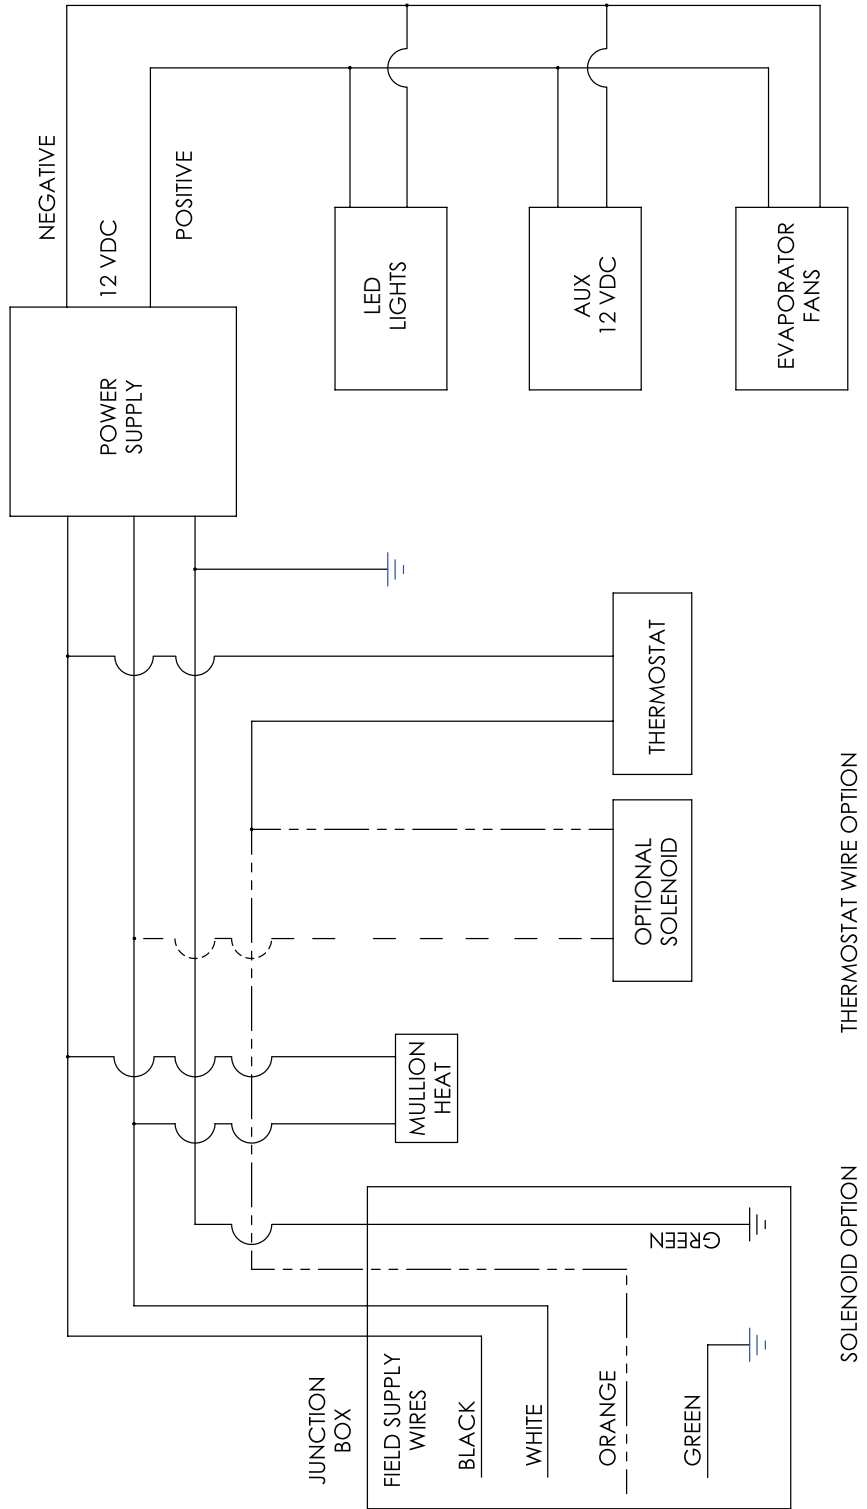 NEGATIVE
12 VDC
POSITIVE
POWER
SUPPLY
LED
LIGHTS
AUX
12 VDC
EVAPORATOR
FANS
THERMOSTAT
OPTIONAL
SOLENOID
MULLION
HEAT
JUNCTION
BOX
FIELD SUPPLY
WIRES
BLACK
WHITE
ORANGE
GREEN
GREEN
SOLENOID OPTION
THERMOSTAT WIRE OPTION